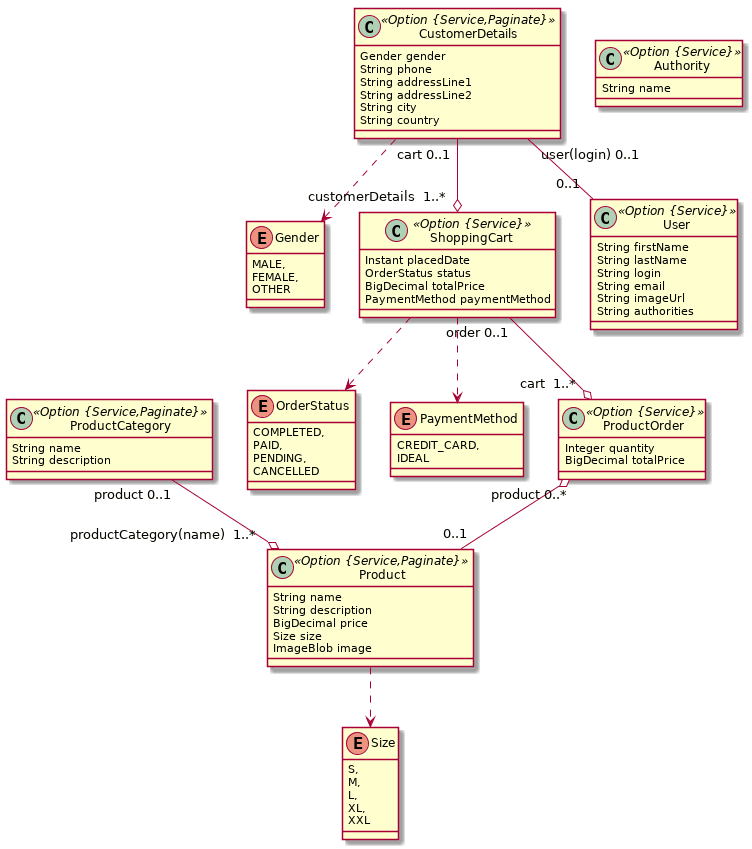 C «Option {Service,Paginate}»
CustomerDetails
Gender gender
String phone
String addressLine1
String addressLine2
String city
String country
C «Option {Service}»
Authority
String name
cart 0..1
user(login) 0..1
customerDetails 1..*
0..1
E Gender
MALE,
FEMALE,
OTHER
C «Option {Service}»
ShoppingCart
Instant placedDate
OrderStatus status
BigDecimal totalPrice
PaymentMethod paymentMethod
C «Option {Service}»
User
String firstName
String lastName
String login
String email
String imageUrl
String authorities
order 0..1
cart 1..*
C «Option {Service,Paginate}»
ProductCategory
String name
String description
E OrderStatus
COMPLETED,
PAID,
PENDING,
CANCELLED
E PaymentMethod
CREDIT_CARD,
IDEAL
C «Option {Service}»
ProductOrder
Integer quantity
BigDecimal totalPrice
product 0..1
product 0..*
productCategory(name) 1..*
0..1
C «Option {Service,Paginate}»
Product
String name
String description
BigDecimal price
Size size
ImageBlob image
E Size
S,
M,
L,
XL,
XXL